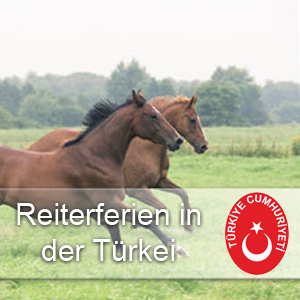 Reiterferien in
der Türkei
TÜRKİYE CUMHURİYETİ